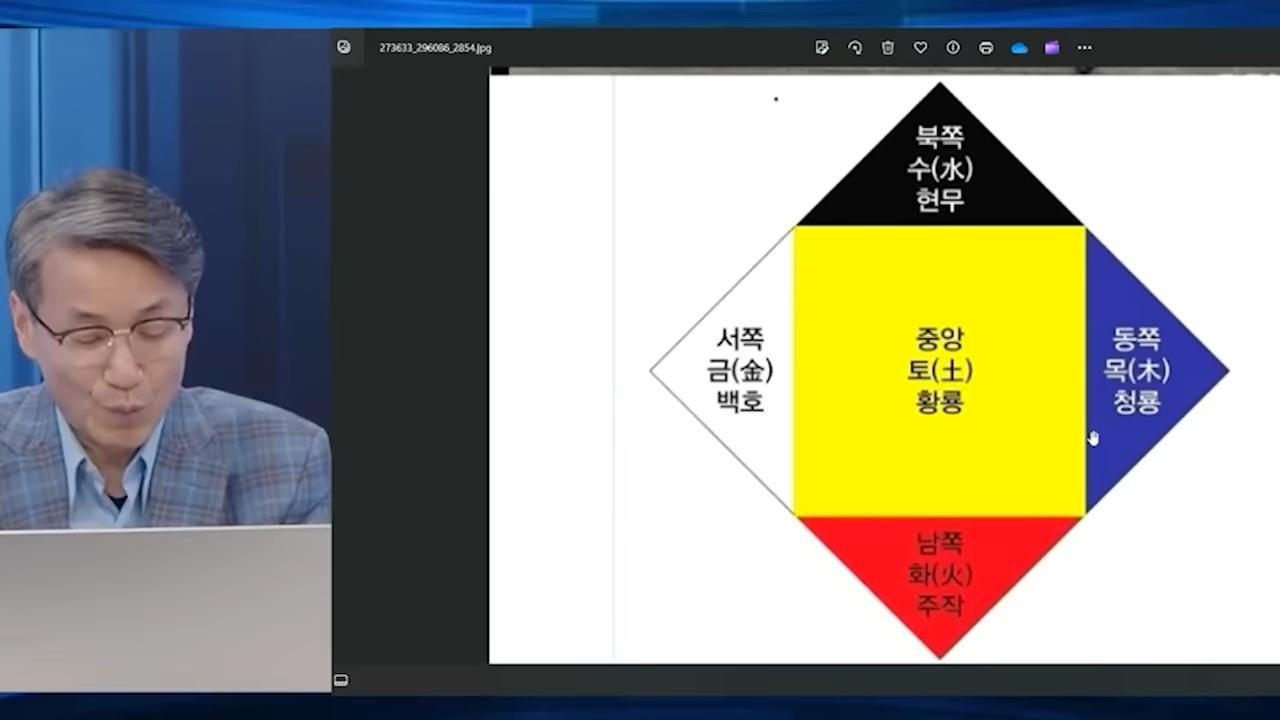 273633_296086_2854.jpg
북쪽
수(水)
현무
서쪽
금(金)
백호
중앙
토(土)
황룡
동쪽
목(木)
청룡
남쪽
화(火)
주작